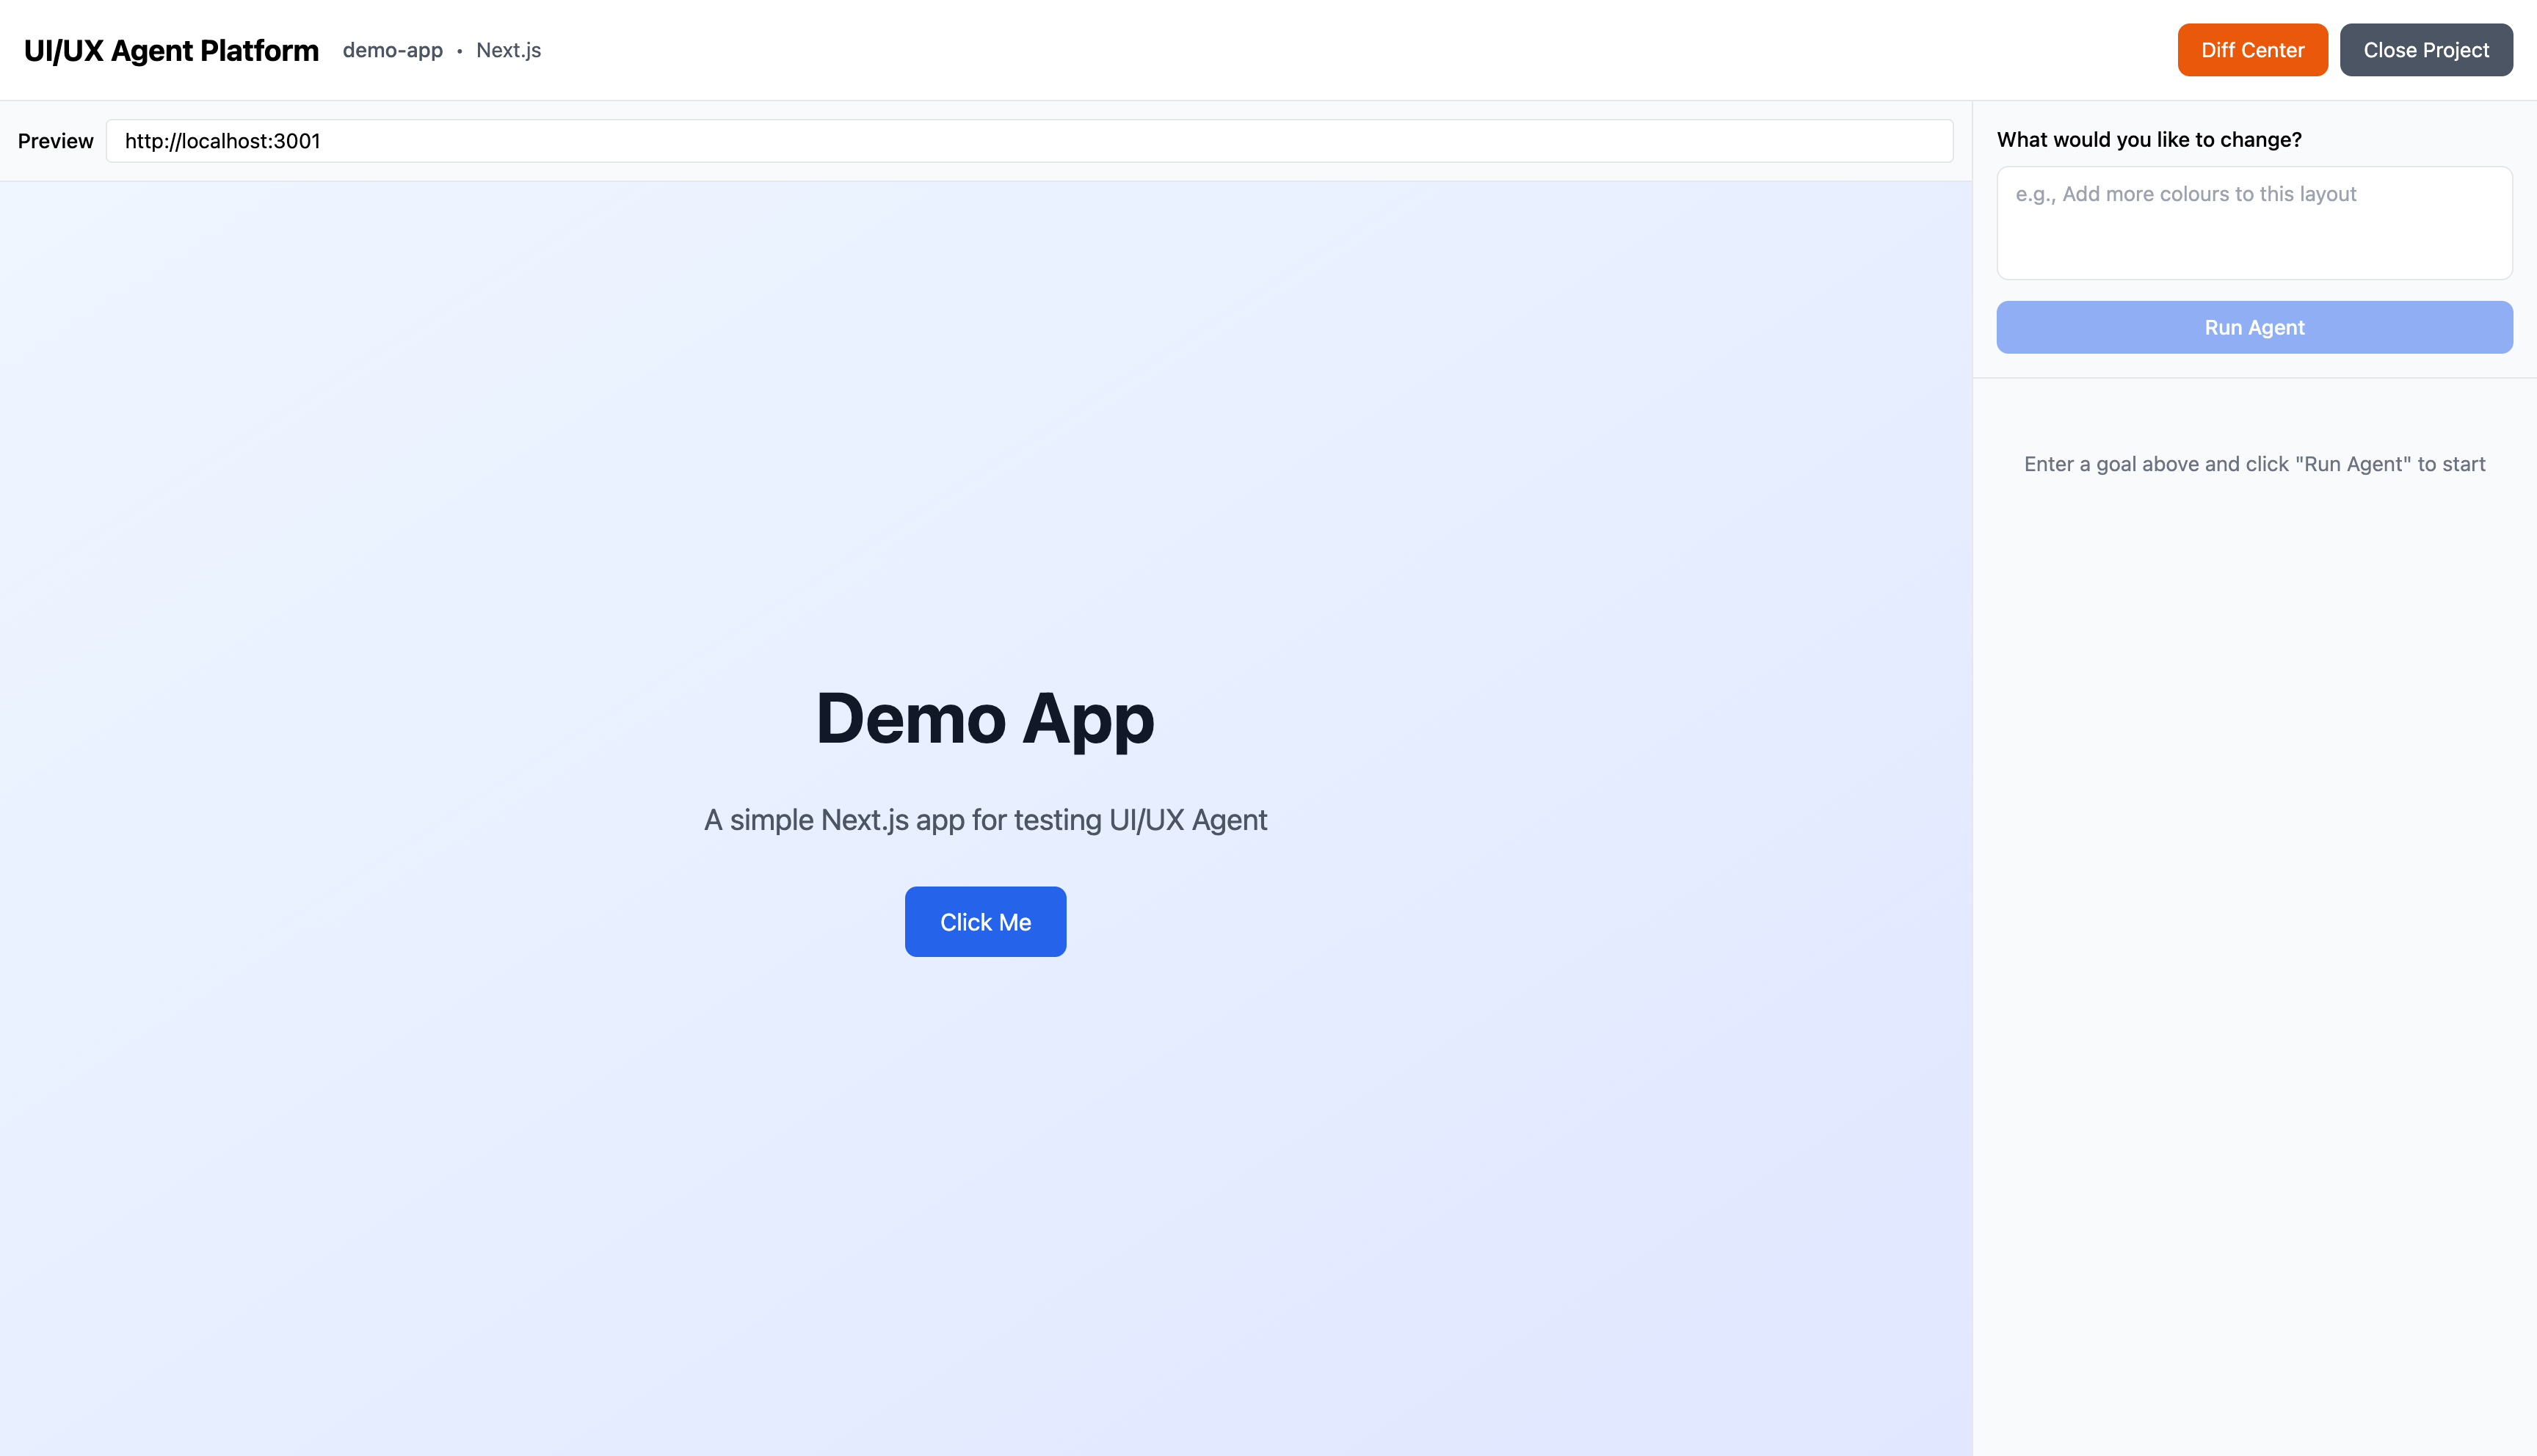 UI/UX Agent Platform demo-app • Next.js
Diff Center Close Project
Preview http://localhost:3001
What would you like to change?
e.g., Add more colours to this layout
Run Agent
Enter a goal above and click "Run Agent" to start
Demo App
A simple Next.js app for testing UI/UX Agent
Click Me